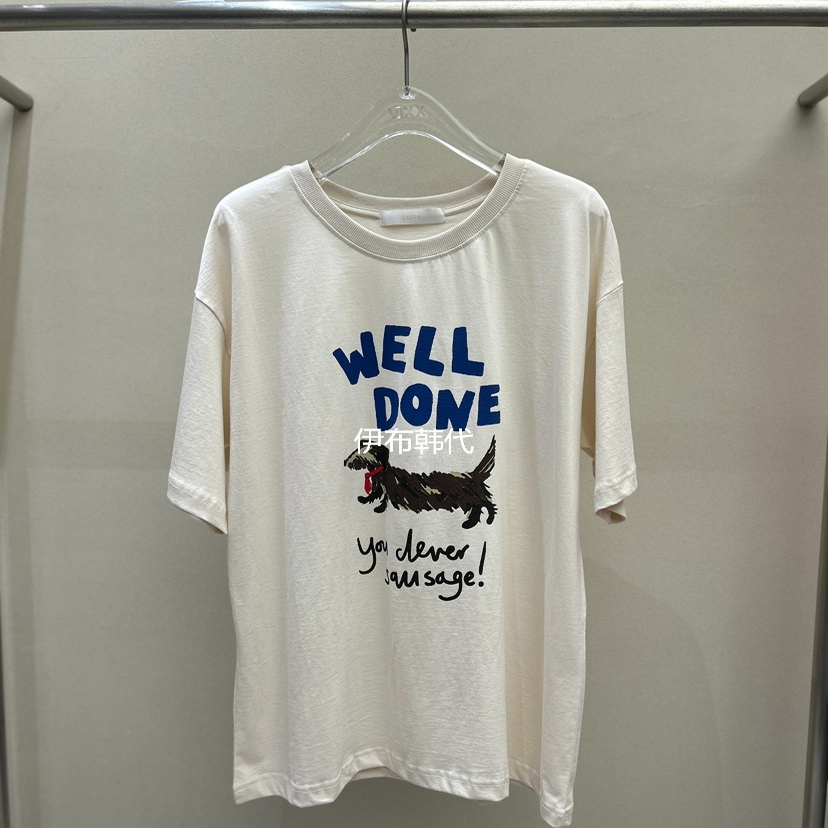 WELL
DONE
伊布韩代
you clever
sausage!